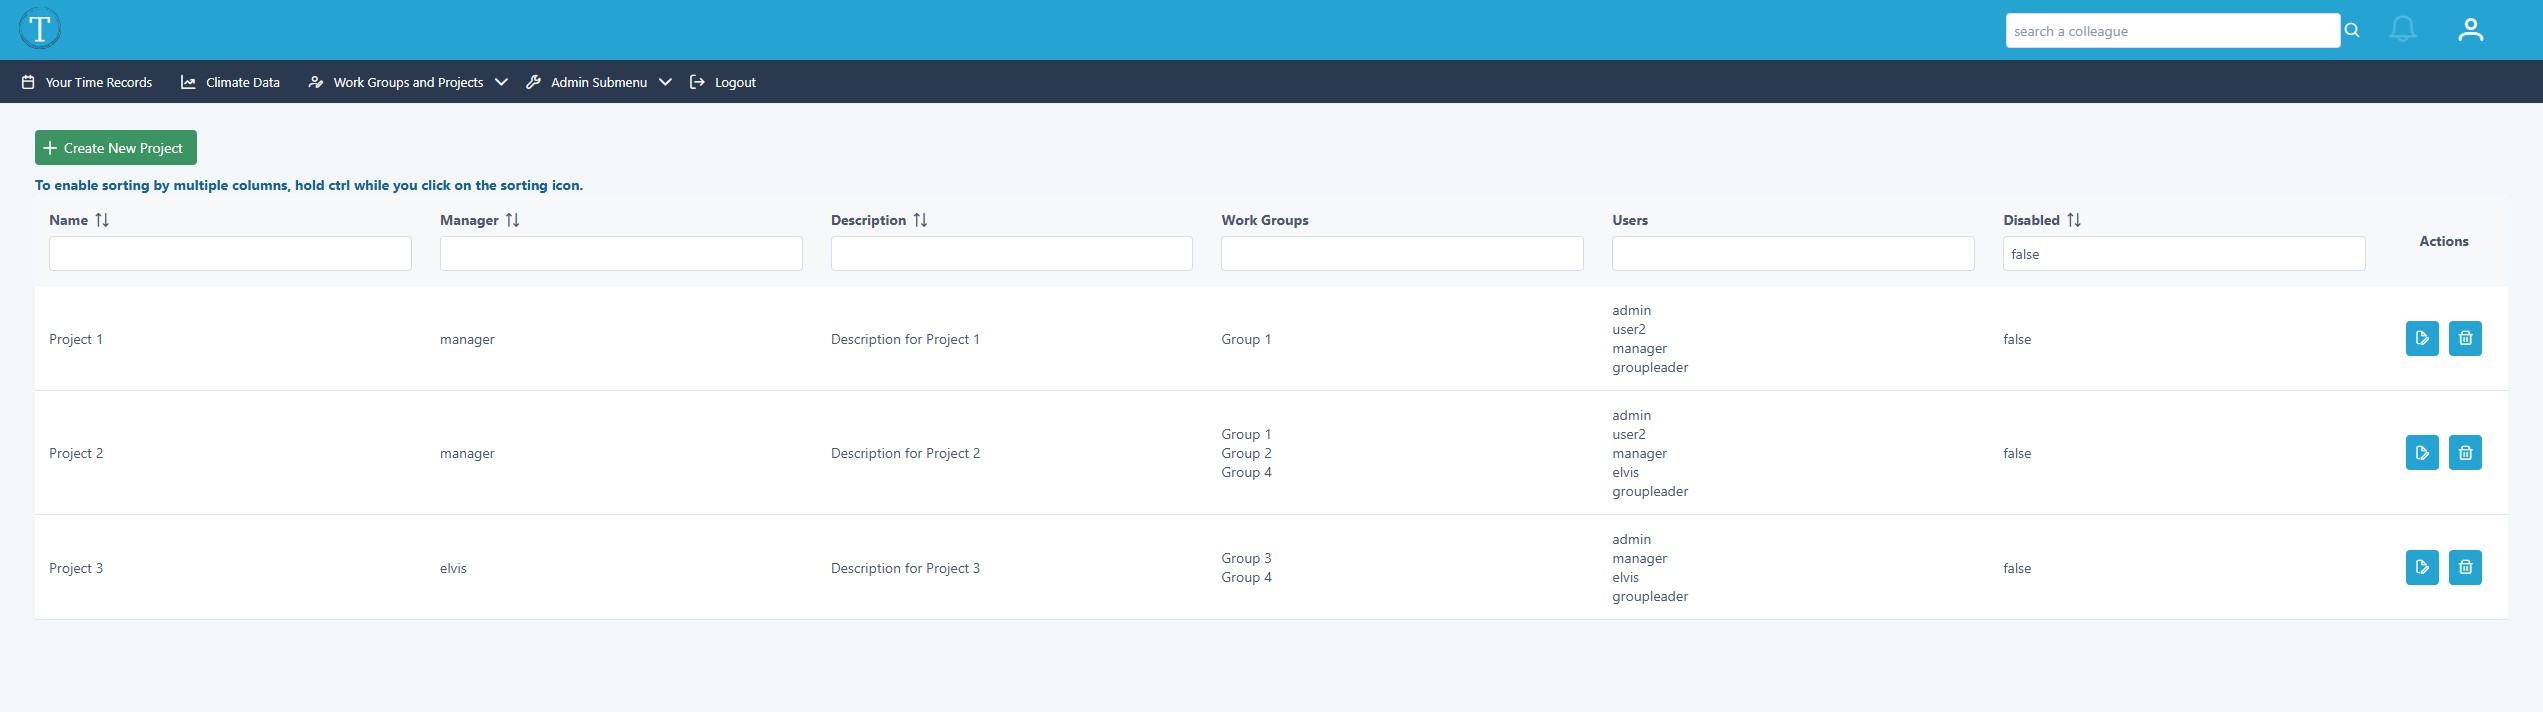 T
search a colleague
Your Time Records Climate Data Work Groups and Projects Admin Submenu Logout
Create New Project
To enable sorting by multiple columns, hold ctrl while you click on the sorting icon.
Name Manager Description Work Groups Users Disabled Actions
false
Project 1 manager Description for Project 1 Group 1 admin
user2
manager
groupleader false
Project 2 manager Description for Project 2 Group 1
Group 2
Group 4 admin
user2
manager
elvis
groupleader false
Project 3 elvis Description for Project 3 Group 3
Group 4 admin
manager
elvis
groupleader false